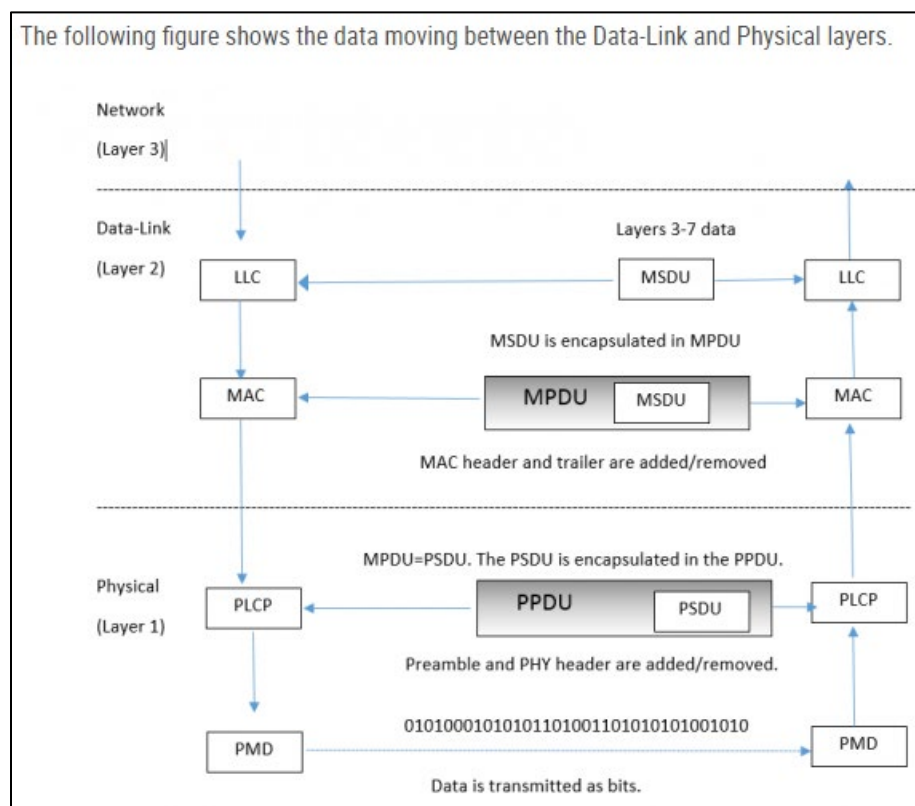 The following figure shows the data moving between the Data-Link and Physical layers.
Network
(Layer 3)
Data-Link
(Layer 2)
Layers 3-7 data
LLC
MSDU
LLC
MSDU is encapsulated in MPDU
MAC
MPDU
MSDU
MAC
MAC header and trailer are added/removed
MPDU=PSDU. The PSDU is encapsulated in the PPDU.
Physical
(Layer 1)
PLCP
PPDU
PSDU
PLCP
Preamble and PHY header are added/removed.
01010001010101101001101010101001010
PMD
PMD
Data is transmitted as bits.